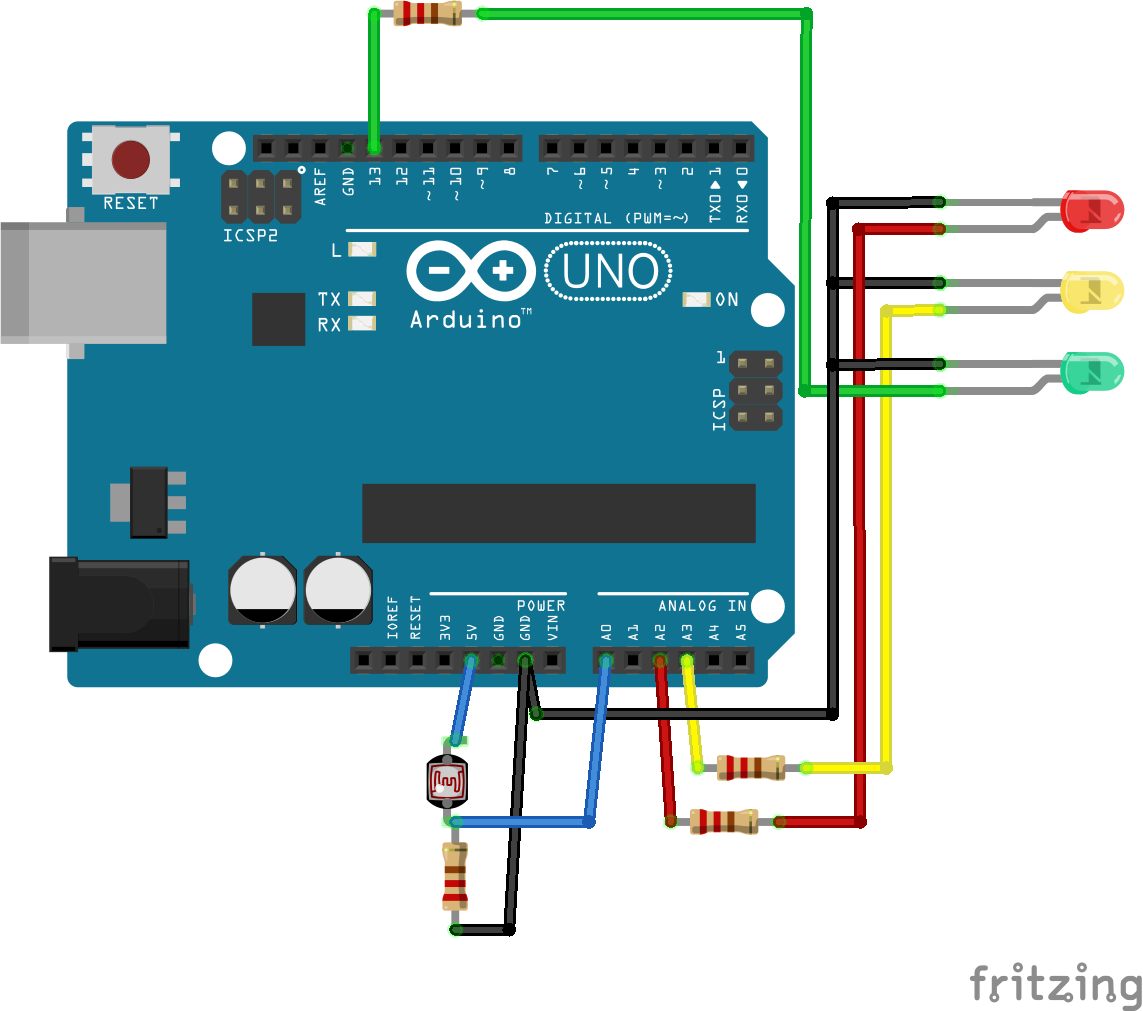 RESET
ICSP2
AREF
GND
13
12
~11
~10
~9
8
7
~6
~5
4
~3
2
TX0▶1
RX0◀0
DIGITAL (PWM=~)
L
TX
RX
UNO
Arduino™
ON
1
ICSP
IOREF
RESET
3V3
5V
GND
GND
VIN
POWER
A0
A1
A2
A3
A4
A5
ANALOG IN
fritzing